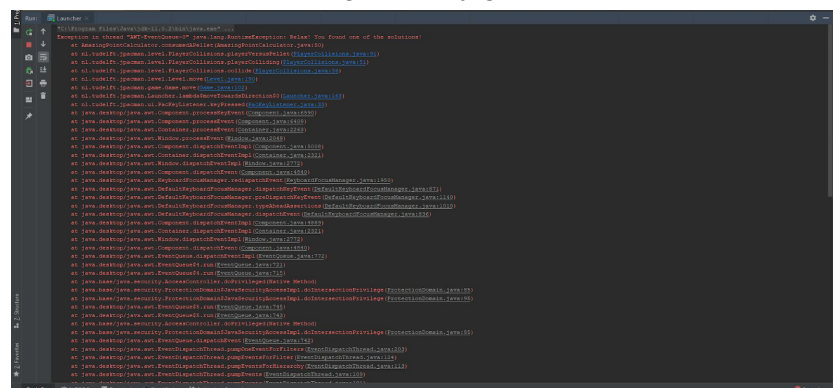 Run: Launcher
"C:\Program Files\Java\jdk-11.0.2\bin\java.exe" ...
Exception in thread "AWT-EventQueue-0" java.lang.RuntimeException: Relax! You found one of the solutions!
at AmazingPointCalculator.consumedAPellet(AmazingPointCalculator.java:50)
at nl.tudelft.jpacman.level.PlayerCollisions.playerVersusPellet(PlayerCollisions.java:91)
at nl.tudelft.jpacman.level.PlayerCollisions.playerColliding(PlayerCollisions.java:51)
at nl.tudelft.jpacman.level.PlayerCollisions.collide(PlayerCollisions.java:36)
at nl.tudelft.jpacman.level.Level.move(Level.java:190)
at nl.tudelft.jpacman.game.Game.move(Game.java:102)
at nl.tudelft.jpacman.Launcher.lambda$moveTowardsDirection$0(Launcher.java:168)
at nl.tudelft.jpacman.ui.PacKeyListener.keyPressed(PacKeyListener.java:39)
at java.desktop/java.awt.Component.processKeyEvent(Component.java:6590)
at java.desktop/java.awt.Component.processEvent(Component.java:6409)
at java.desktop/java.awt.Container.processEvent(Container.java:2263)
at java.desktop/java.awt.Window.processEvent(Window.java:2049)
at java.desktop/java.awt.Component.dispatchEventImpl(Component.java:5008)
at java.desktop/java.awt.Container.dispatchEventImpl(Container.java:2321)
at java.desktop/java.awt.Window.dispatchEventImpl(Window.java:2772)
at java.desktop/java.awt.Component.dispatchEvent(Component.java:4840)
at java.desktop/java.awt.KeyboardFocusManager.redispatchEvent(KeyboardFocusManager.java:1950)
at java.desktop/java.awt.DefaultKeyboardFocusManager.dispatchKeyEvent(DefaultKeyboardFocusManager.java:871)
at java.desktop/java.awt.DefaultKeyboardFocusManager.preDispatchKeyEvent(DefaultKeyboardFocusManager.java:1140)
at java.desktop/java.awt.DefaultKeyboardFocusManager.typeAheadAssertions(DefaultKeyboardFocusManager.java:1010)
at java.desktop/java.awt.DefaultKeyboardFocusManager.dispatchEvent(DefaultKeyboardFocusManager.java:836)
at java.desktop/java.awt.Component.dispatchEventImpl(Component.java:4889)
at java.desktop/java.awt.Container.dispatchEventImpl(Container.java:2321)
at java.desktop/java.awt.Window.dispatchEventImpl(Window.java:2772)
at java.desktop/java.awt.Component.dispatchEvent(Component.java:4840)
at java.desktop/java.awt.EventQueue.dispatchEventImpl(EventQueue.java:772)
at java.desktop/java.awt.EventQueue$4.run(EventQueue.java:721)
at java.desktop/java.awt.EventQueue$4.run(EventQueue.java:715)
at java.base/java.security.AccessController.doPrivileged(Native Method)
at java.base/java.security.ProtectionDomain$JavaSecurityAccessImpl.doIntersectionPrivilege(ProtectionDomain.java:85)
at java.base/java.security.ProtectionDomain$JavaSecurityAccessImpl.doIntersectionPrivilege(ProtectionDomain.java:95)
at java.desktop/java.awt.EventQueue$5.run(EventQueue.java:745)
at java.desktop/java.awt.EventQueue$5.run(EventQueue.java:743)
at java.base/java.security.AccessController.doPrivileged(Native Method)
at java.base/java.security.ProtectionDomain$JavaSecurityAccessImpl.doIntersectionPrivilege(ProtectionDomain.java:85)
at java.desktop/java.awt.EventQueue.dispatchEvent(EventQueue.java:742)
at java.desktop/java.awt.EventDispatchThread.pumpOneEventForFilters(EventDispatchThread.java:203)
at java.desktop/java.awt.EventDispatchThread.pumpEventsForFilter(EventDispatchThread.java:124)
at java.desktop/java.awt.EventDispatchThread.pumpEventsForHierarchy(EventDispatchThread.java:113)
at java.desktop/java.awt.EventDispatchThread.pumpEvents(EventDispatchThread.java:109)
2: Structure
2: Favorites